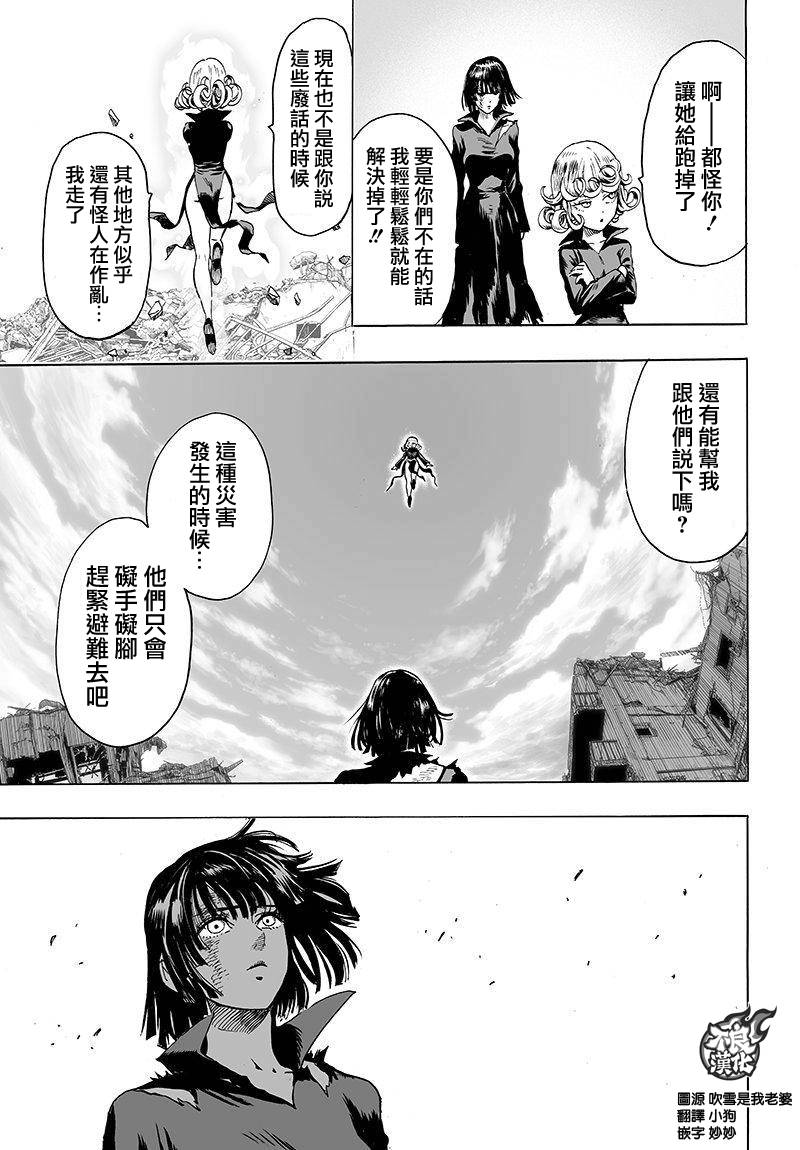 啊——都怪你!
讓她給跑掉了
要是你們不在的話
我輕輕鬆鬆就能
解決掉了!!
現在也不是跟你說
這些廢話的時候
其他地方似乎
還有怪人在作亂…
我走了
還有能幫我
跟他們說下嗎?
這種災害
發生的時候…
他們只會
礙手礙腳
趕緊避難去吧
不良
漢化
圖源 吹雪是我老婆
翻譯 小狗
嵌字 妙妙